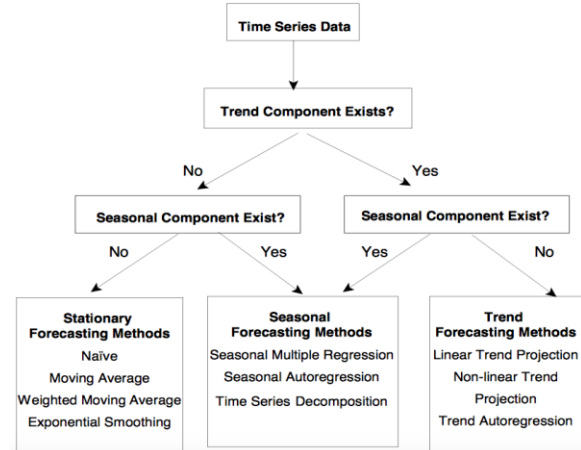 Time Series Data
Trend Component Exists?
No
Yes
Seasonal Component Exist?
Seasonal Component Exist?
No
Yes
Yes
No
Stationary
Forecasting Methods
Naïve
Moving Average
Weighted Moving Average
Exponential Smoothing
Seasonal
Forecasting Methods
Seasonal Multiple Regression
Seasonal Autoregression
Time Series Decomposition
Trend
Forecasting Methods
Linear Trend Projection
Non-linear Trend
Projection
Trend Autoregression